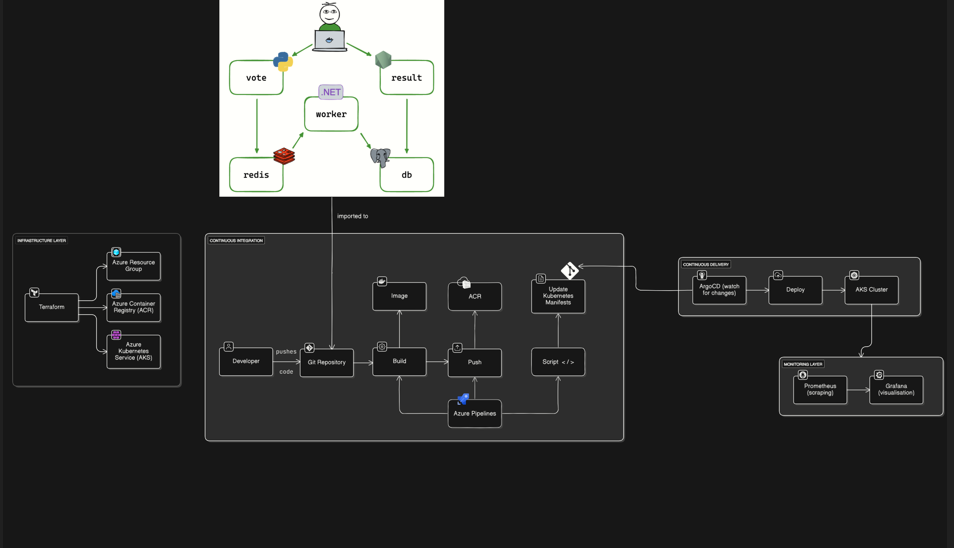 vote
result
.NET
worker
redis
db
imported to
INFRASTRUCTURE LAYER
Terraform
Azure Resource
Group
Azure Container
Registry (ACR)
Azure
Kubernetes
Service (AKS)
CONTINUOUS INTEGRATION
Developer
pushes
code
Git Repository
Image
Build
ACR
Push
Azure Pipelines
Update
Kubernetes
Manifests
Script </>
CONTINUOUS DELIVERY
ArgoCD (watch
for changes)
Deploy
AKS Cluster
MONITORING LAYER
Prometheus
(scraping)
Grafana
(visualisation)